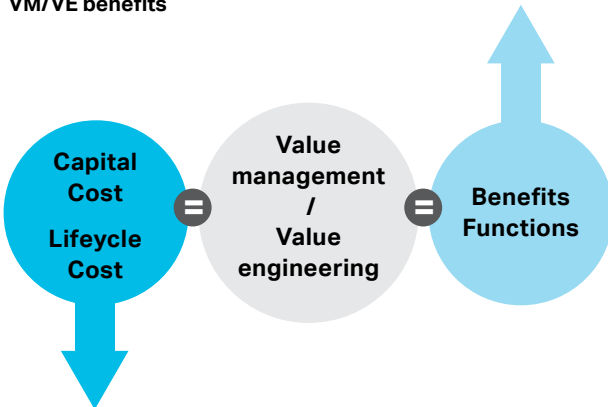 VM/VE benefits
Capital
Cost
Lifeycle
Cost
=
Value
management
/
Value
engineering
=
Benefits
Functions